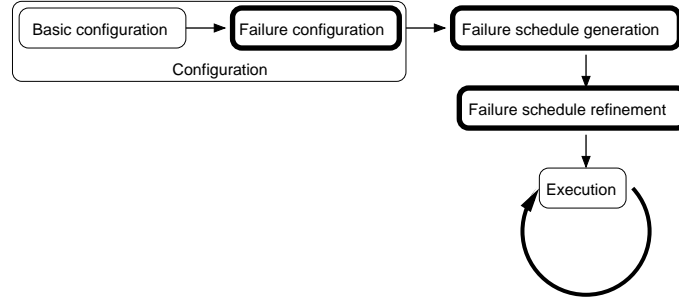 Basic configuration
Failure configuration
Configuration
Failure schedule generation
Failure schedule refinement
Execution